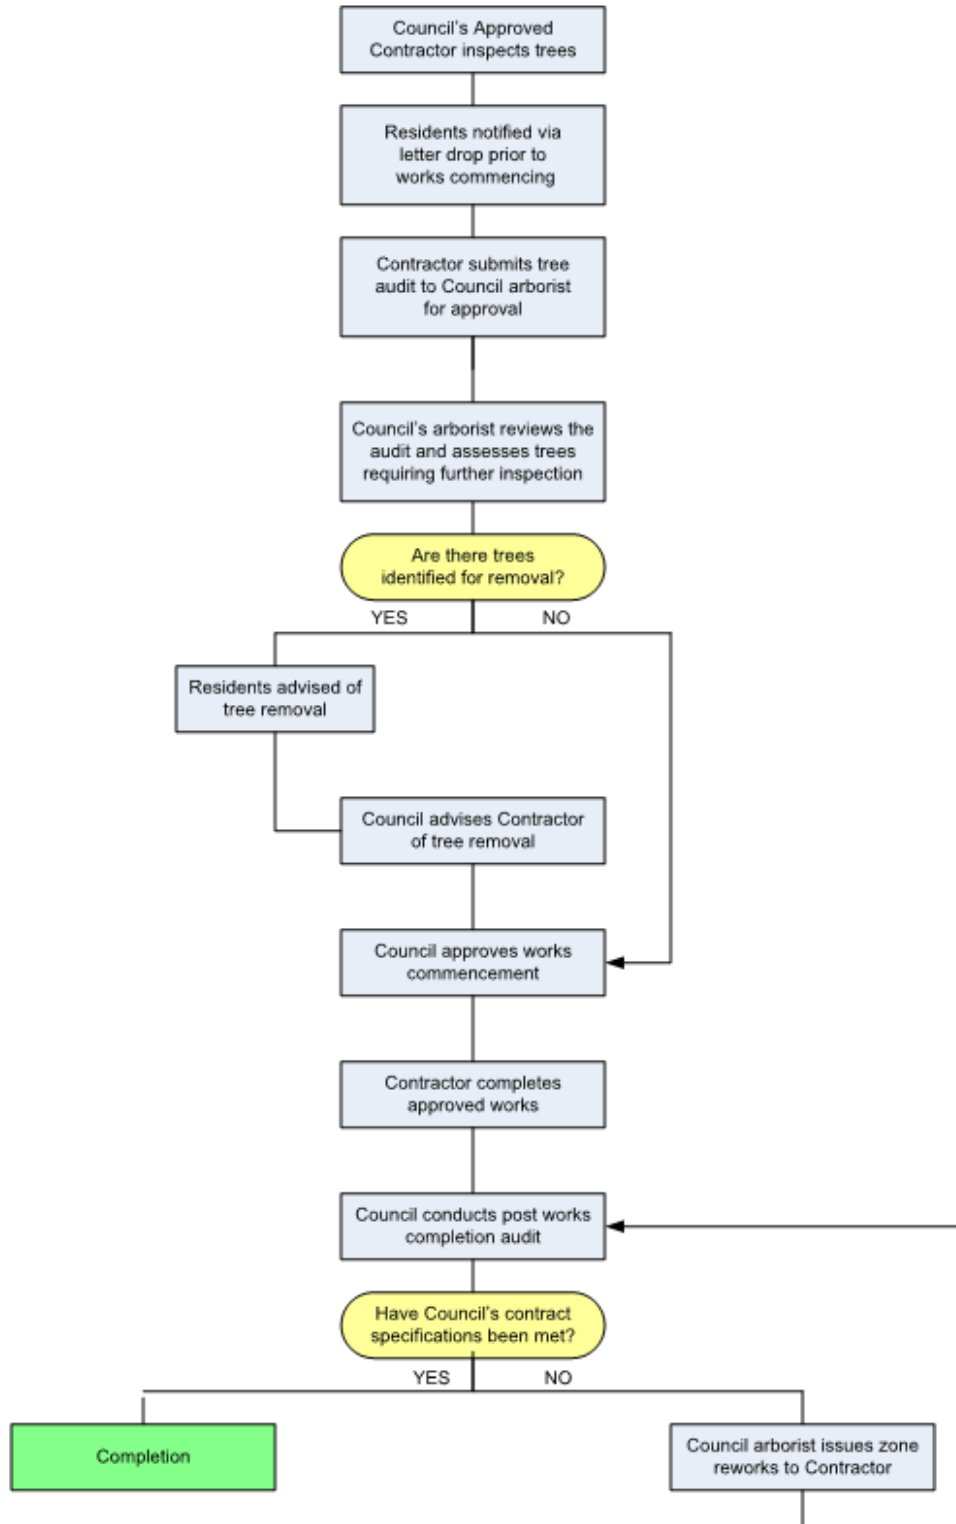 Council's Approved
Contractor inspects trees
Residents notified via
letter drop prior to
works commencing
Contractor submits tree
audit to Council arborist
for approval
Council's arborist reviews the
audit and assesses trees
requiring further inspection
Are there trees
identified for removal?
YES
NO
Residents advised of
tree removal
Council advises Contractor
of tree removal
Council approves works
commencement
Contractor completes
approved works
Council conducts post works
completion audit
Have Council's contract
specifications been met?
YES
NO
Completion
Council arborist issues zone
reworks to Contractor